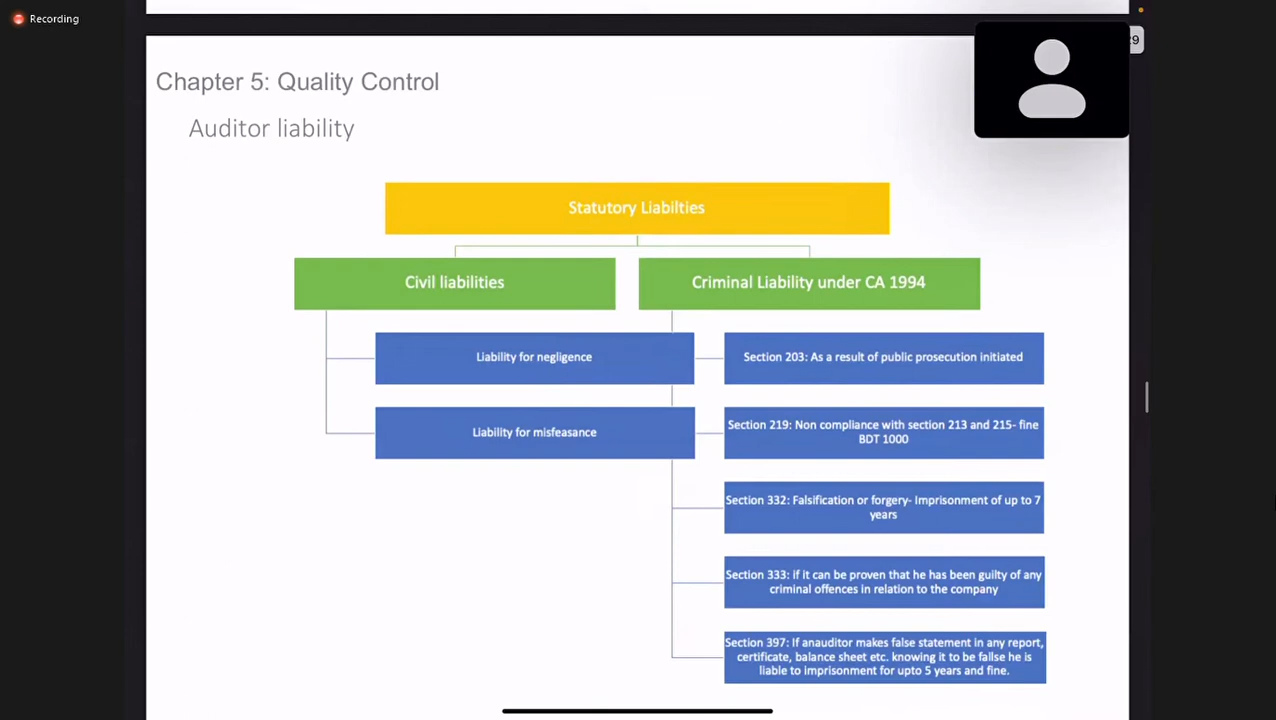 Recording
29
Chapter 5: Quality Control
Auditor liability
Statutory Liabilties
Civil liabilities
Criminal Liability under CA 1994
Liability for negligence
Section 203: As a result of public prosecution initiated
Liability for misfeasance
Section 219: Non compliance with section 213 and 215- fine
BDT 1000
Section 332: Falsification or forgery- Imprisonment of up to 7
years
Section 333: if it can be proven that he has been guilty of any
criminal offences in relation to the company
Section 397: If anauditor makes false statement in any report,
certificate, balance sheet etc. knowing it to be fallse he is
liable to imprisonment for upto 5 years and fine.